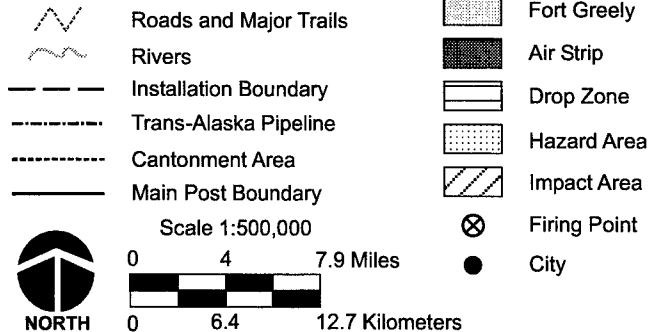 Roads and Major Trails
Rivers
Installation Boundary
Trans-Alaska Pipeline
Cantonment Area
Main Post Boundary
Scale 1:500,000
0 4 7.9 Miles
0 6.4 12.7 Kilometers
NORTH
Fort Greely
Air Strip
Drop Zone
Hazard Area
Impact Area
Firing Point
City